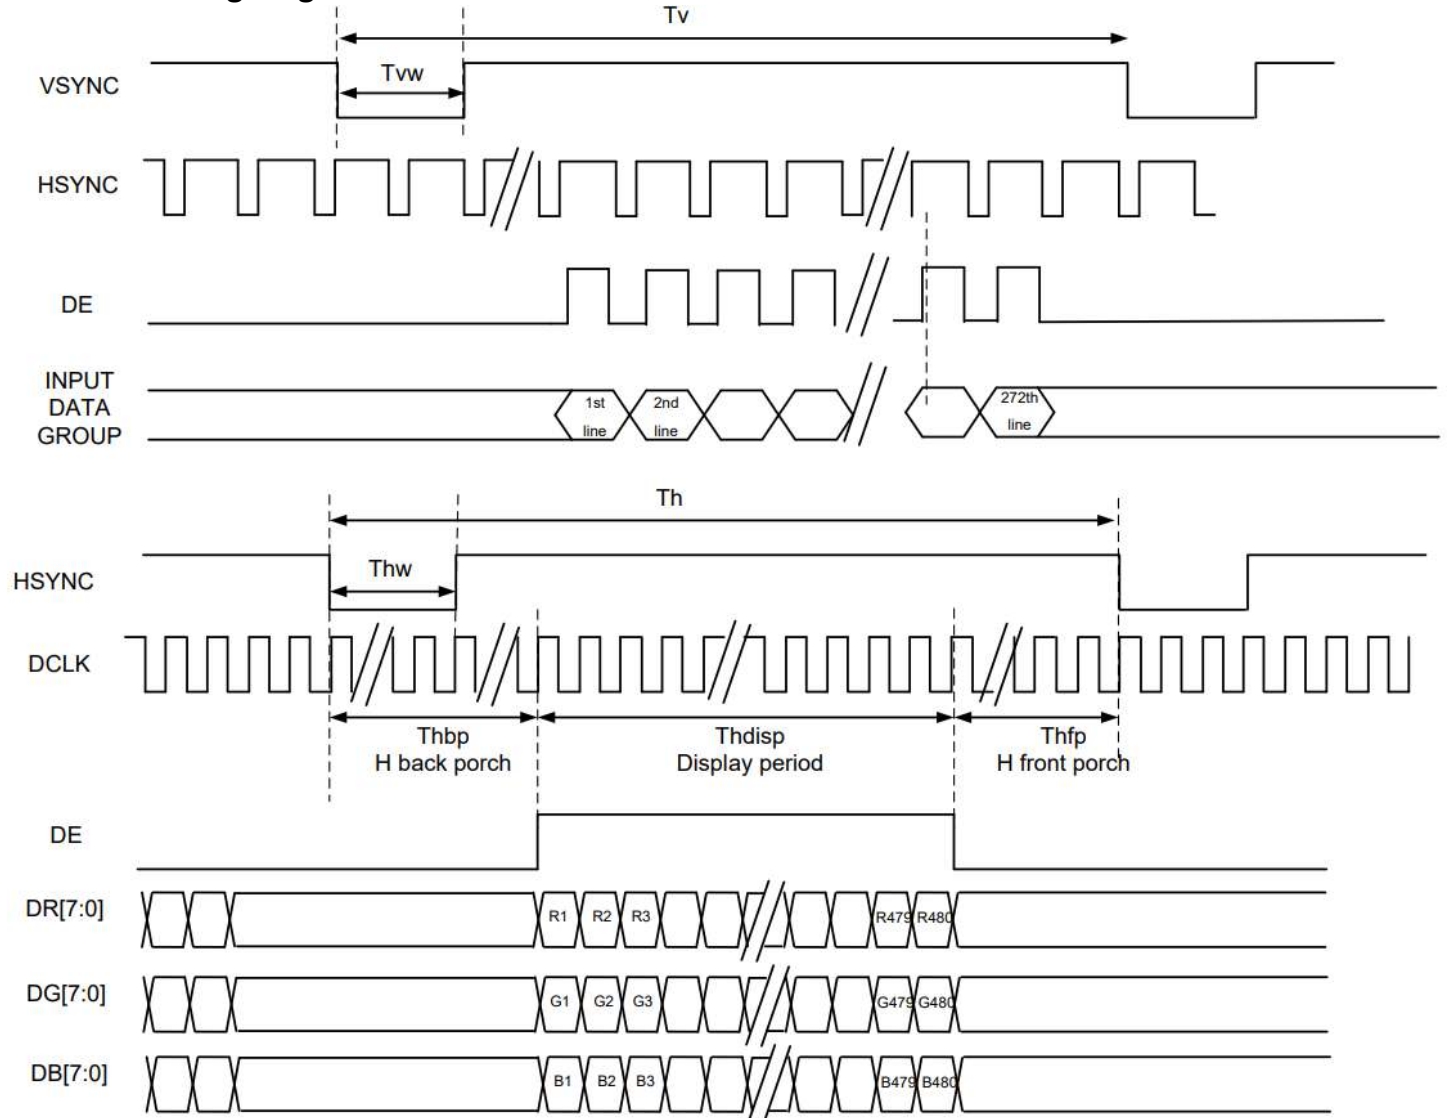 Tv
Tvw
VSYNC
HSYNC
DE
INPUT
DATA
GROUP
1st
line
2nd
line
272th
line
Th
Thw
HSYNC
DCLK
Thbp
H back porch
Thdisp
Display period
Thfp
H front porch
DE
DR[7:0]
R1 R2 R3 R479 R480
DG[7:0]
G1 G2 G3 G479 G480
DB[7:0]
B1 B2 B3 B479 B480